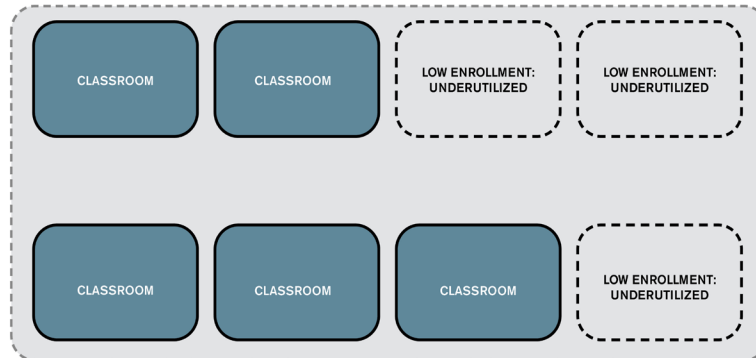 CLASSROOM
CLASSROOM
LOW ENROLLMENT:
UNDERUTILIZED
LOW ENROLLMENT:
UNDERUTILIZED
CLASSROOM
CLASSROOM
CLASSROOM
LOW ENROLLMENT:
UNDERUTILIZED